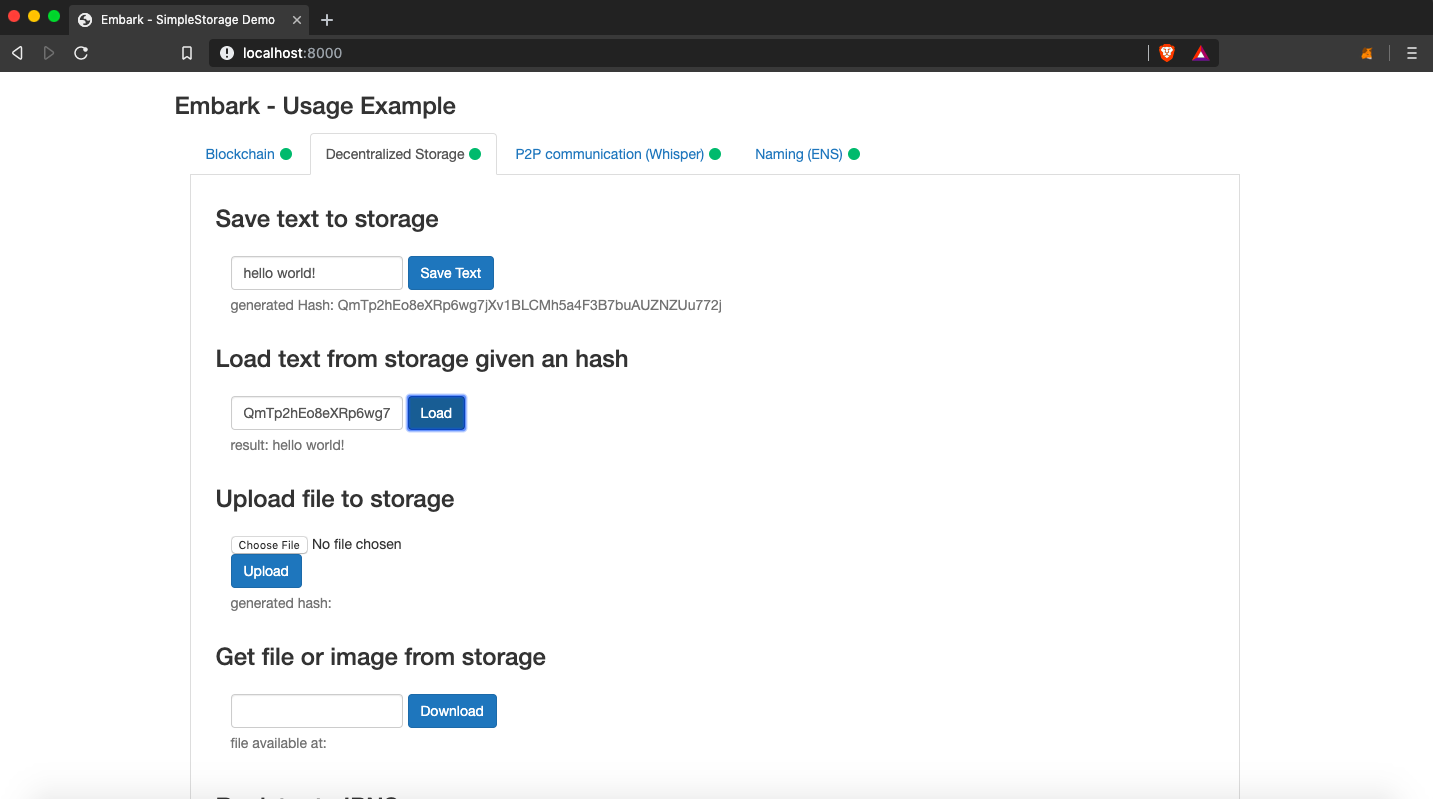 Embark - SimpleStorage Demo
localhost:8000
Embark - Usage Example
Blockchain Decentralized Storage P2P communication (Whisper) Naming (ENS)
Save text to storage
hello world! Save Text
generated Hash: QmTp2hEo8eXRp6wg7jXv1BLCMh5a4F3B7buAUZNZUu772j
Load text from storage given an hash
QmTp2hEo8eXRp6wg7 Load
result: hello world!
Upload file to storage
Choose File No file chosen
Upload
generated hash:
Get file or image from storage
Download
file available at: